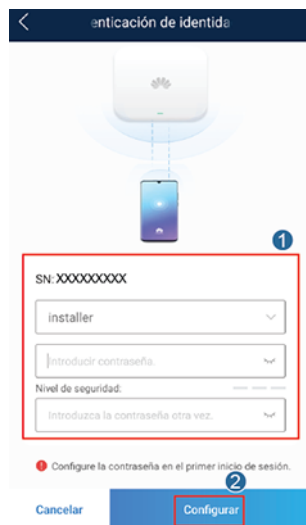 enticación de identida
1
SN:XXXXXXXXX
installer
Introducir contraseña.
Nivel de seguridad:
Introduzca la contraseña otra vez.
Configure la contraseña en el primer inicio de sesión.
2
Cancelar Configurar